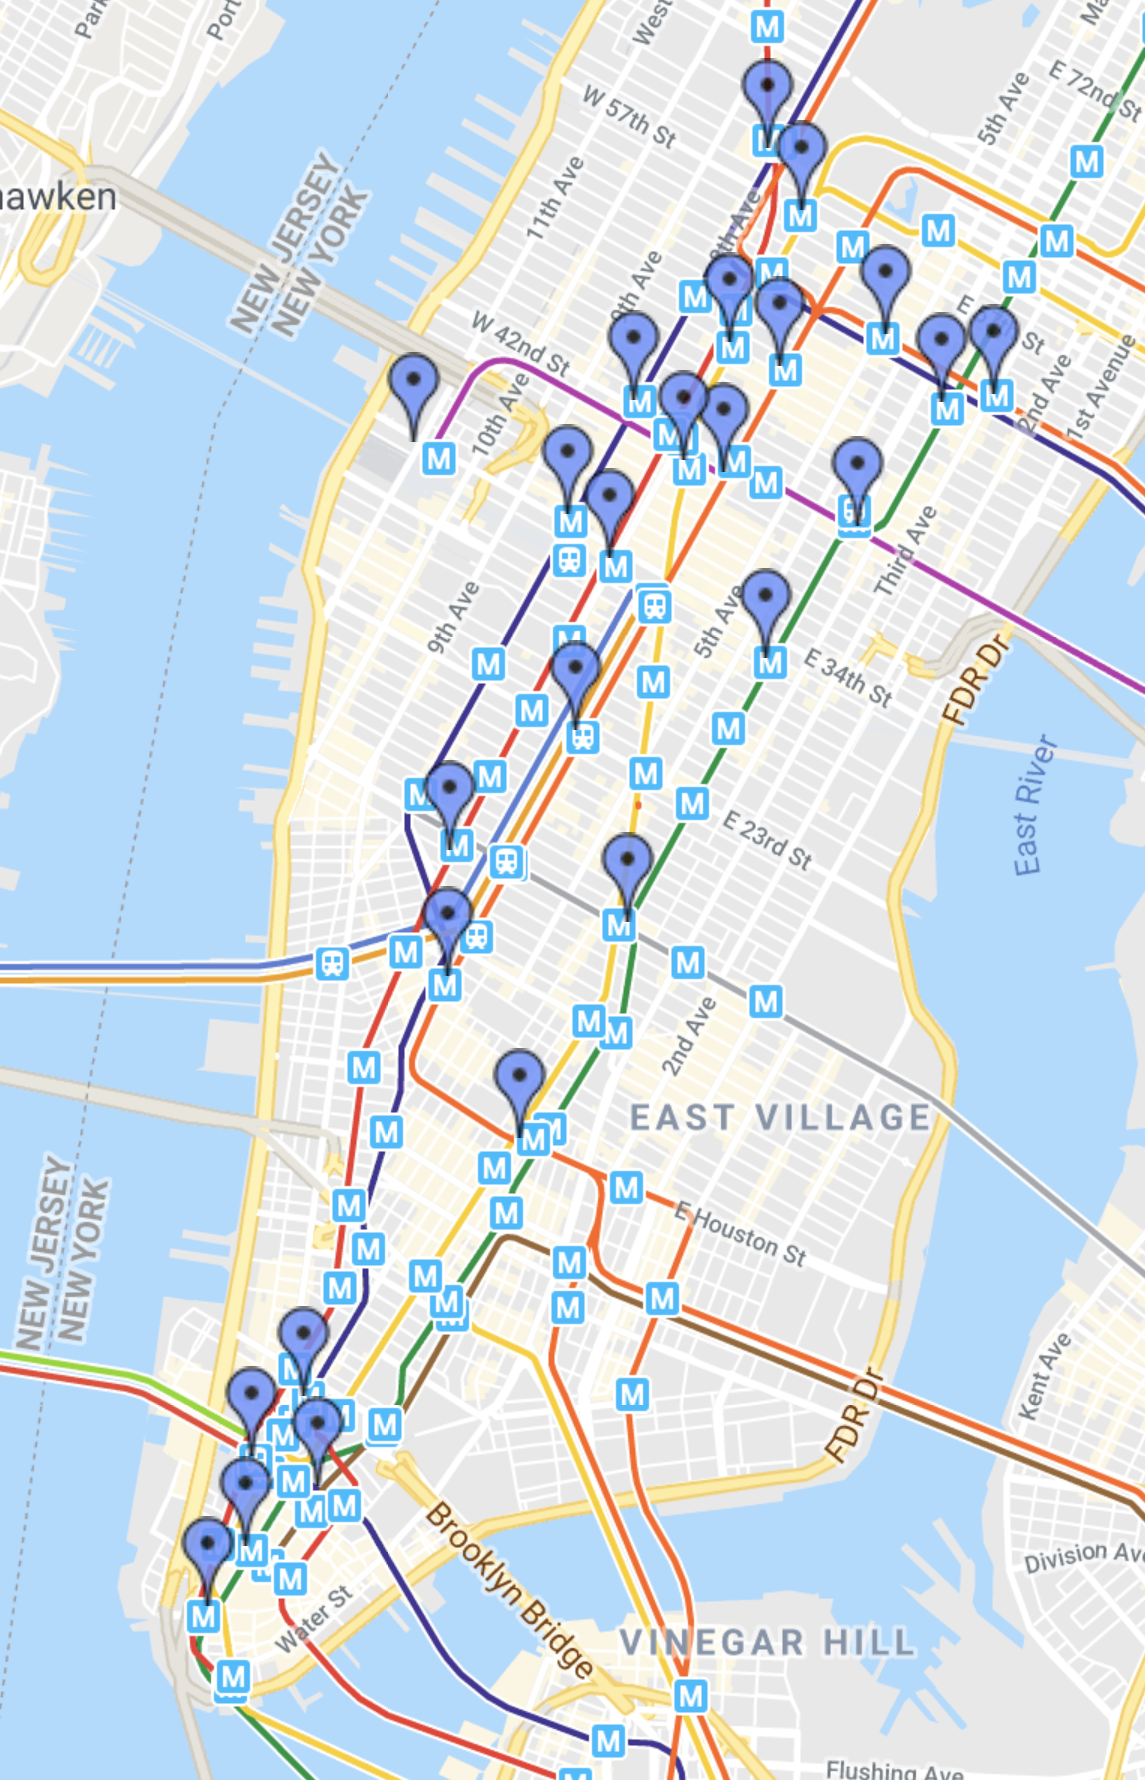 Park
Port
West
M
W 57th St
5th Ave
E 72nd St
Ma
M
M
hawken
NEW JERSEY
NEW YORK
11th Ave
8th Ave
M
M
M
M
M
M
M
9th Ave
M
M
W 42nd St
M
M
M
E
St
M
M
M
2nd Ave
1st Avenue
10th Ave
M
M
M
M
M
M
M
Third Ave
9th Ave
5th Ave
M
M
M
M
E 34th St
M
M
FDR Dr
M
M
M
M
M
E 23rd St
East River
M
M
M
M
M
M
M
M
M
2nd Ave
M
M
EAST VILLAGE
M
M
M
M
M
M
M
E Houston St
NEW JERSEY
NEW YORK
M
M
M
M
M
M
M
M
M
Kent Ave
FDR Dr
M
M
M
M
M
M
M
Brooklyn Bridge
M
M
Division Av
M
Water St
VINEGAR HILL
M
M
M
Flushing Ave
M